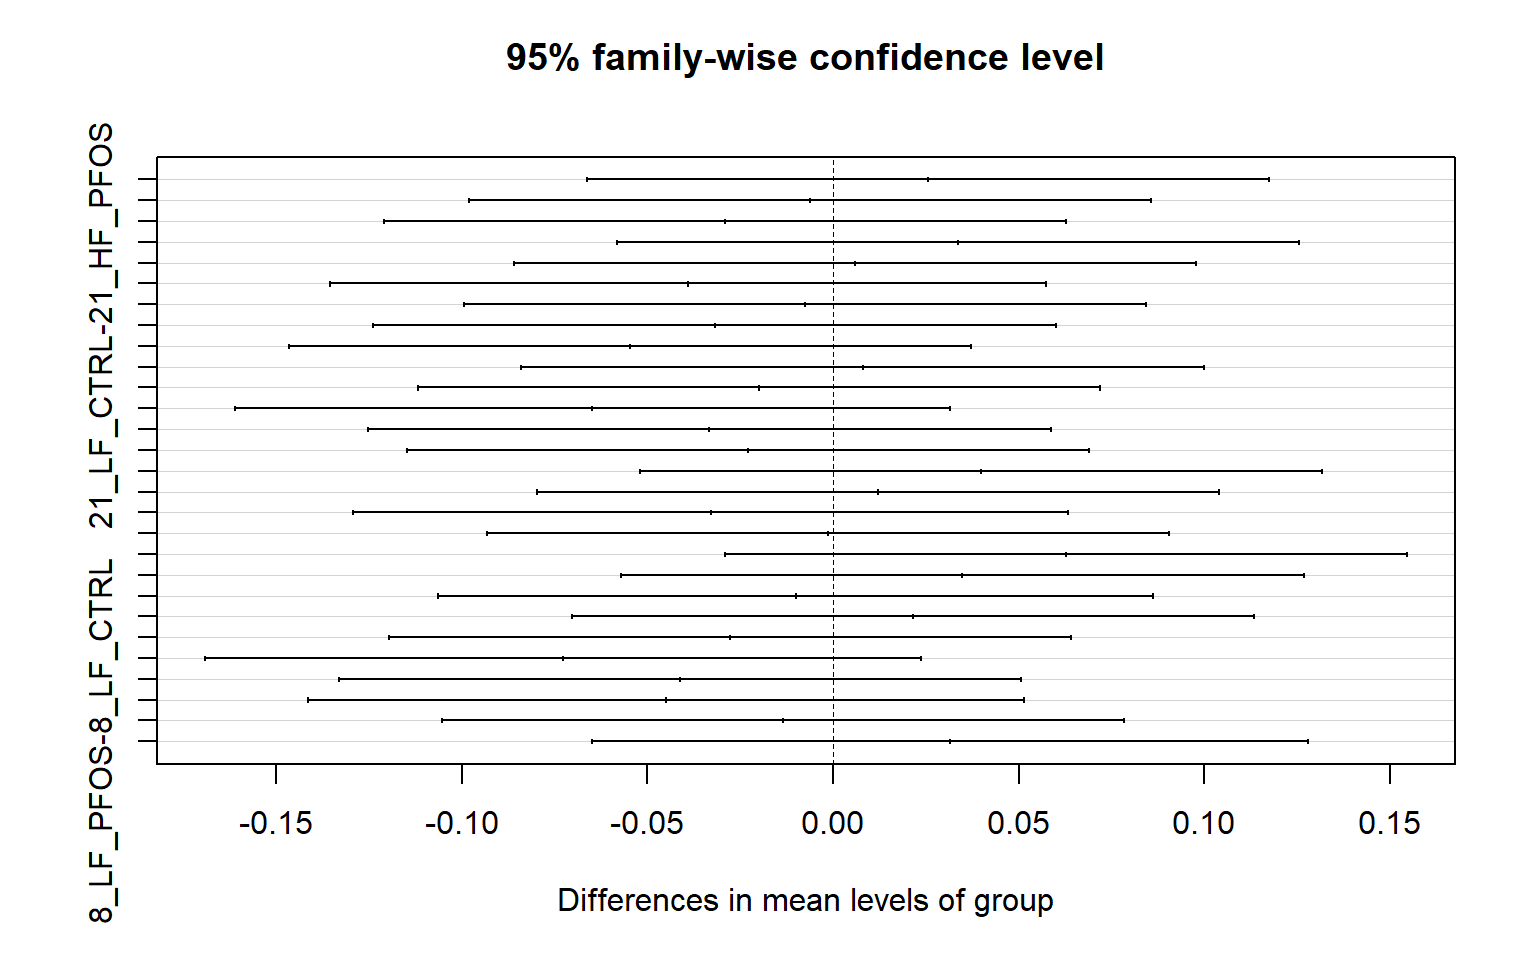 95% family-wise confidence level
21_LF_CTRL-21_HF_PFOS
8_LF_PFOS-8_LF_CTRL
-0.15 -0.10 -0.05 0.00 0.05 0.10 0.15
Differences in mean levels of group